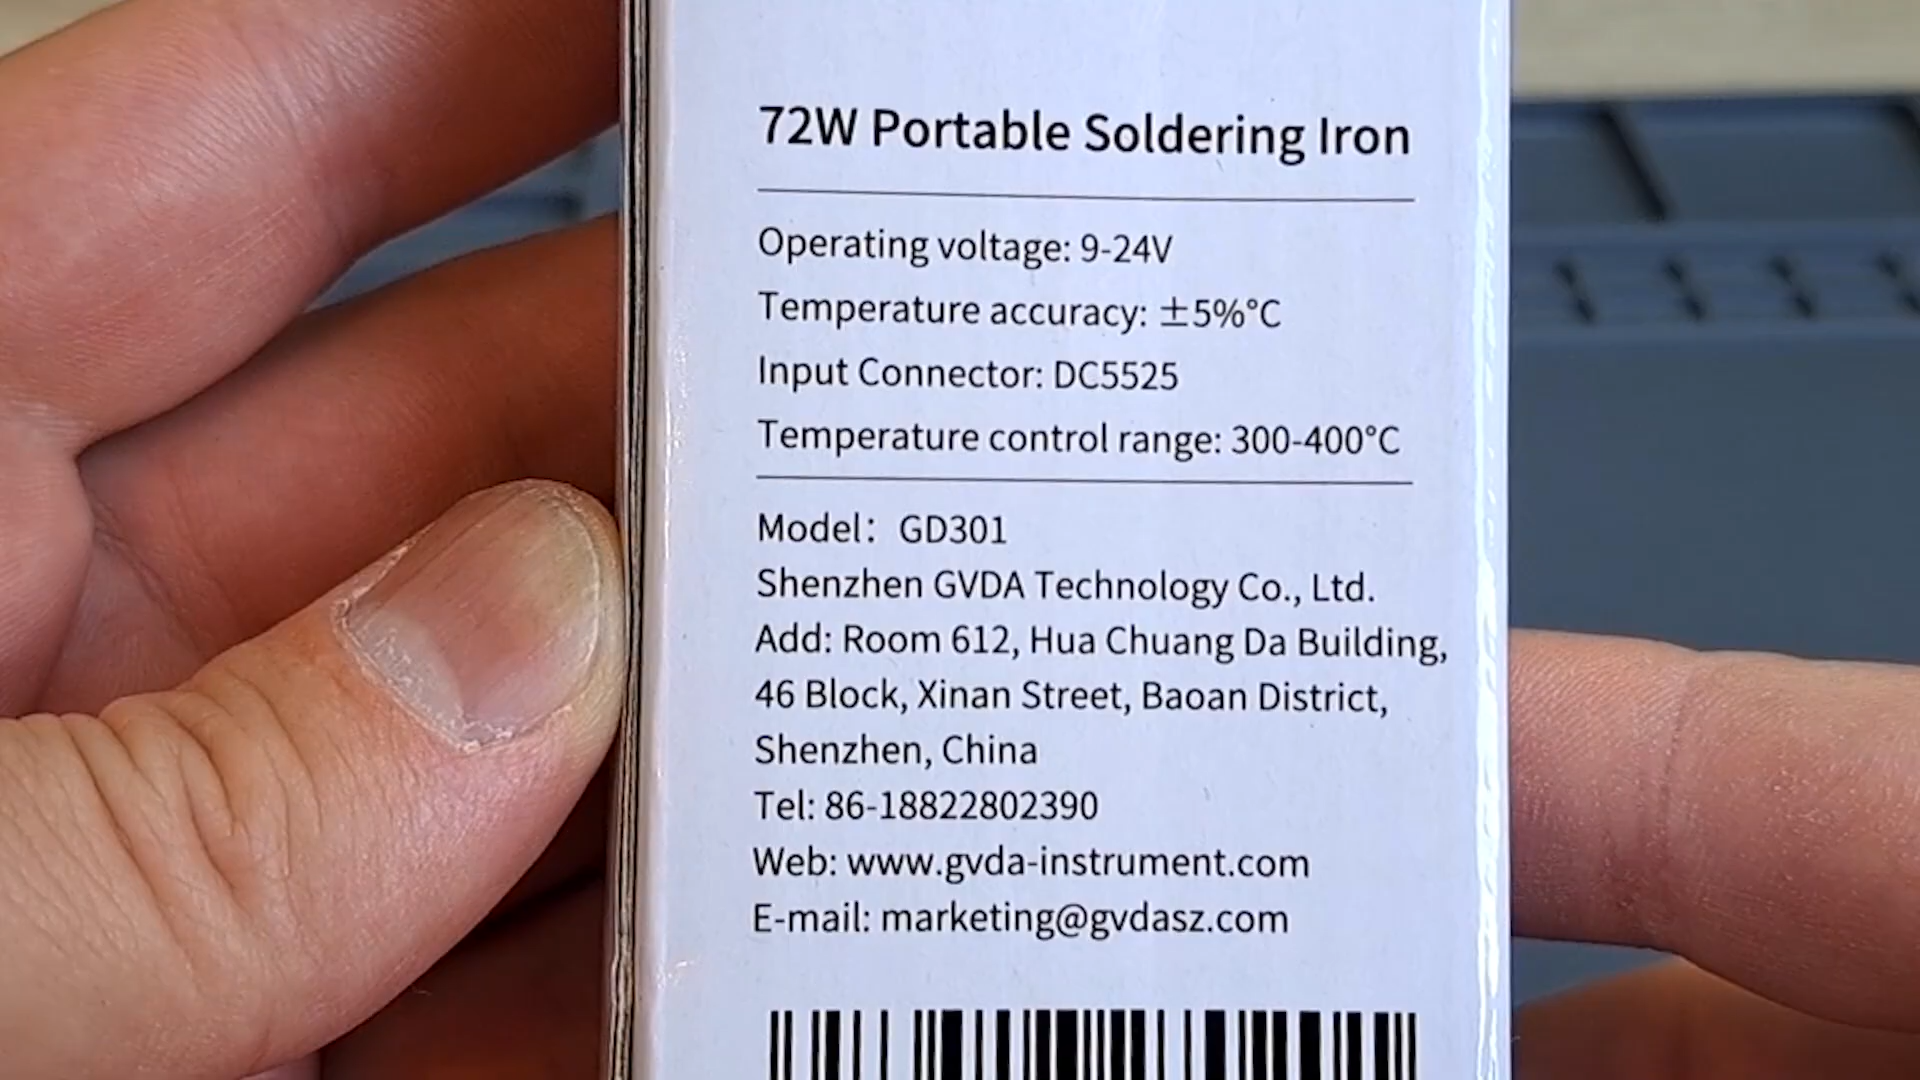 72W Portable Soldering Iron
Operating voltage: 9-24V
Temperature accuracy: ±5%°C
Input Connector: DC5525
Temperature control range: 300-400°C
Model: GD301
Shenzhen GVDA Technology Co., Ltd.
Add: Room 612, Hua Chuang Da Building,
46 Block, Xinan Street, Baoan District,
Shenzhen, China
Tel: 86-18822802390
Web: www.gvda-instrument.com
E-mail: marketing@gvdasz.com